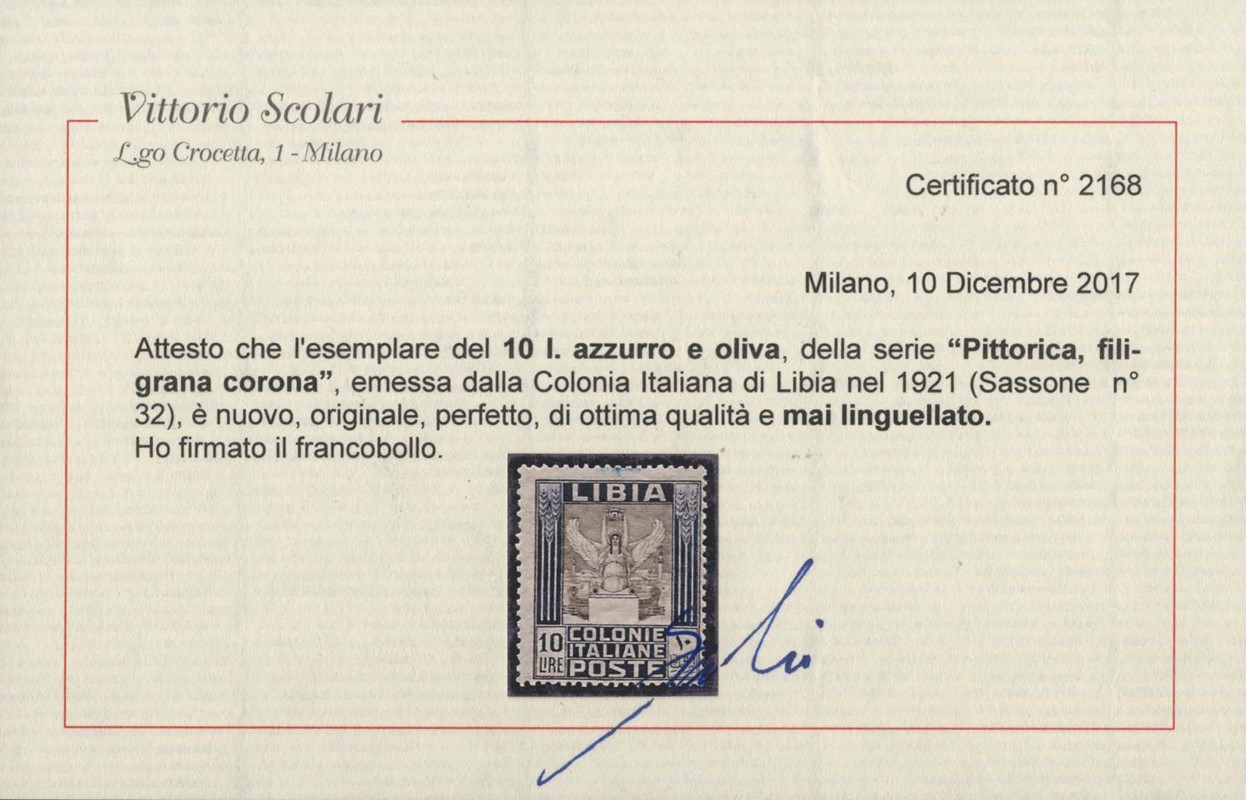 Vittorio Scolari
L.go Crocetta, 1 - Milano
Certificato n° 2168
Milano, 10 Dicembre 2017
Attesto che l'esemplare del 10 l. azzurro e oliva, della serie “Pittorica, fili-
grana corona”, emessa dalla Colonia Italiana di Libia nel 1921 (Sassone n°
32), è nuovo, originale, perfetto, di ottima qualità e mai linguellato.
Ho firmato il francobollo.
LIBIA
10
LIRE
COLONIE
ITALIANE
POSTE